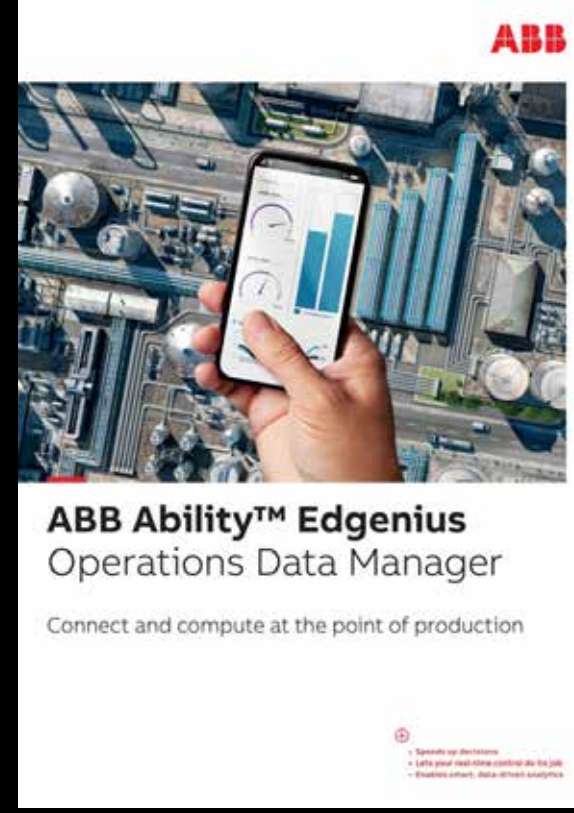 ABB
ABB Ability™ Edgenius
Operations Data Manager
Connect and compute at the point of production
- Speeds up decisions
- Lets your real-time control do its job
- Enables smart, data-driven analytics